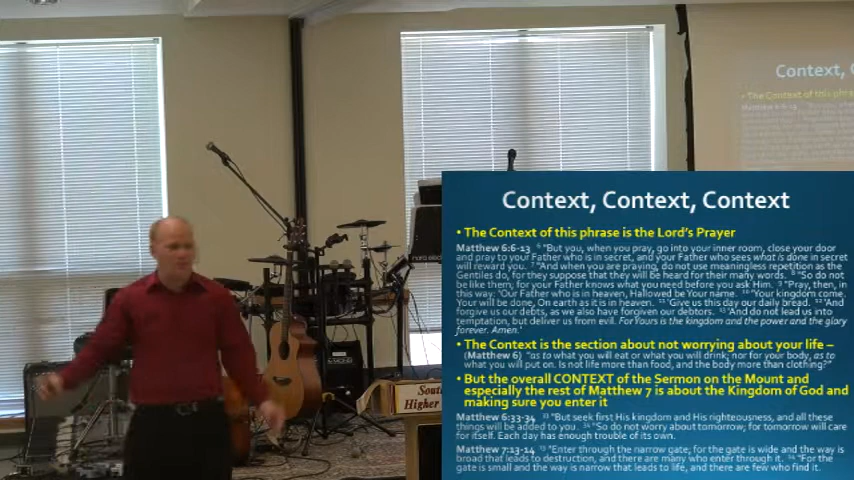 Context, C
• The Context of this phra
Context, Context, Context
• The Context of this phrase is the Lord's Prayer
Matthew 6:6-13 6 "But you, when you pray, go into your inner room, close your door
and pray to your Father who is in secret, and your Father who sees what is done in secret
will reward you. 7 "And when you are praying, do not use meaningless repetition as the
Gentiles do, for they suppose that they will be heard for their many words. 8 "So do not
be like them; for your Father knows what you need before you ask Him. 9 "Pray, then, in
this way: 'Our Father who is in heaven, Hallowed be Your name. 10 'Your kingdom come.
Your will be done, On earth as it is in heaven. 11 'Give us this day our daily bread. 12 'And
forgive us our debts, as we also have forgiven our debtors. 13 'And do not lead us into
temptation, but deliver us from evil. For Yours is the kingdom and the power and the glory
forever. Amen.'
• The Context is the section about not worrying about your life –
(Matthew 6) "as to what you will eat or what you will drink; nor for your body, as to
what you will put on. Is not life more than food, and the body more than clothing?"
• But the overall CONTEXT of the Sermon on the Mount and
especially the rest of Matthew 7 is about the Kingdom of God and
making sure you enter it
Matthew 6:33-34 33 "But seek first His kingdom and His righteousness, and all these
things will be added to you. 34 "So do not worry about tomorrow; for tomorrow will care
for itself. Each day has enough trouble of its own.
Matthew 7:13-14 13 "Enter through the narrow gate; for the gate is wide and the way is
broad that leads to destruction, and there are many who enter through it. 14 "For the
gate is small and the way is narrow that leads to life, and there are few who find it.
Sout
Higher